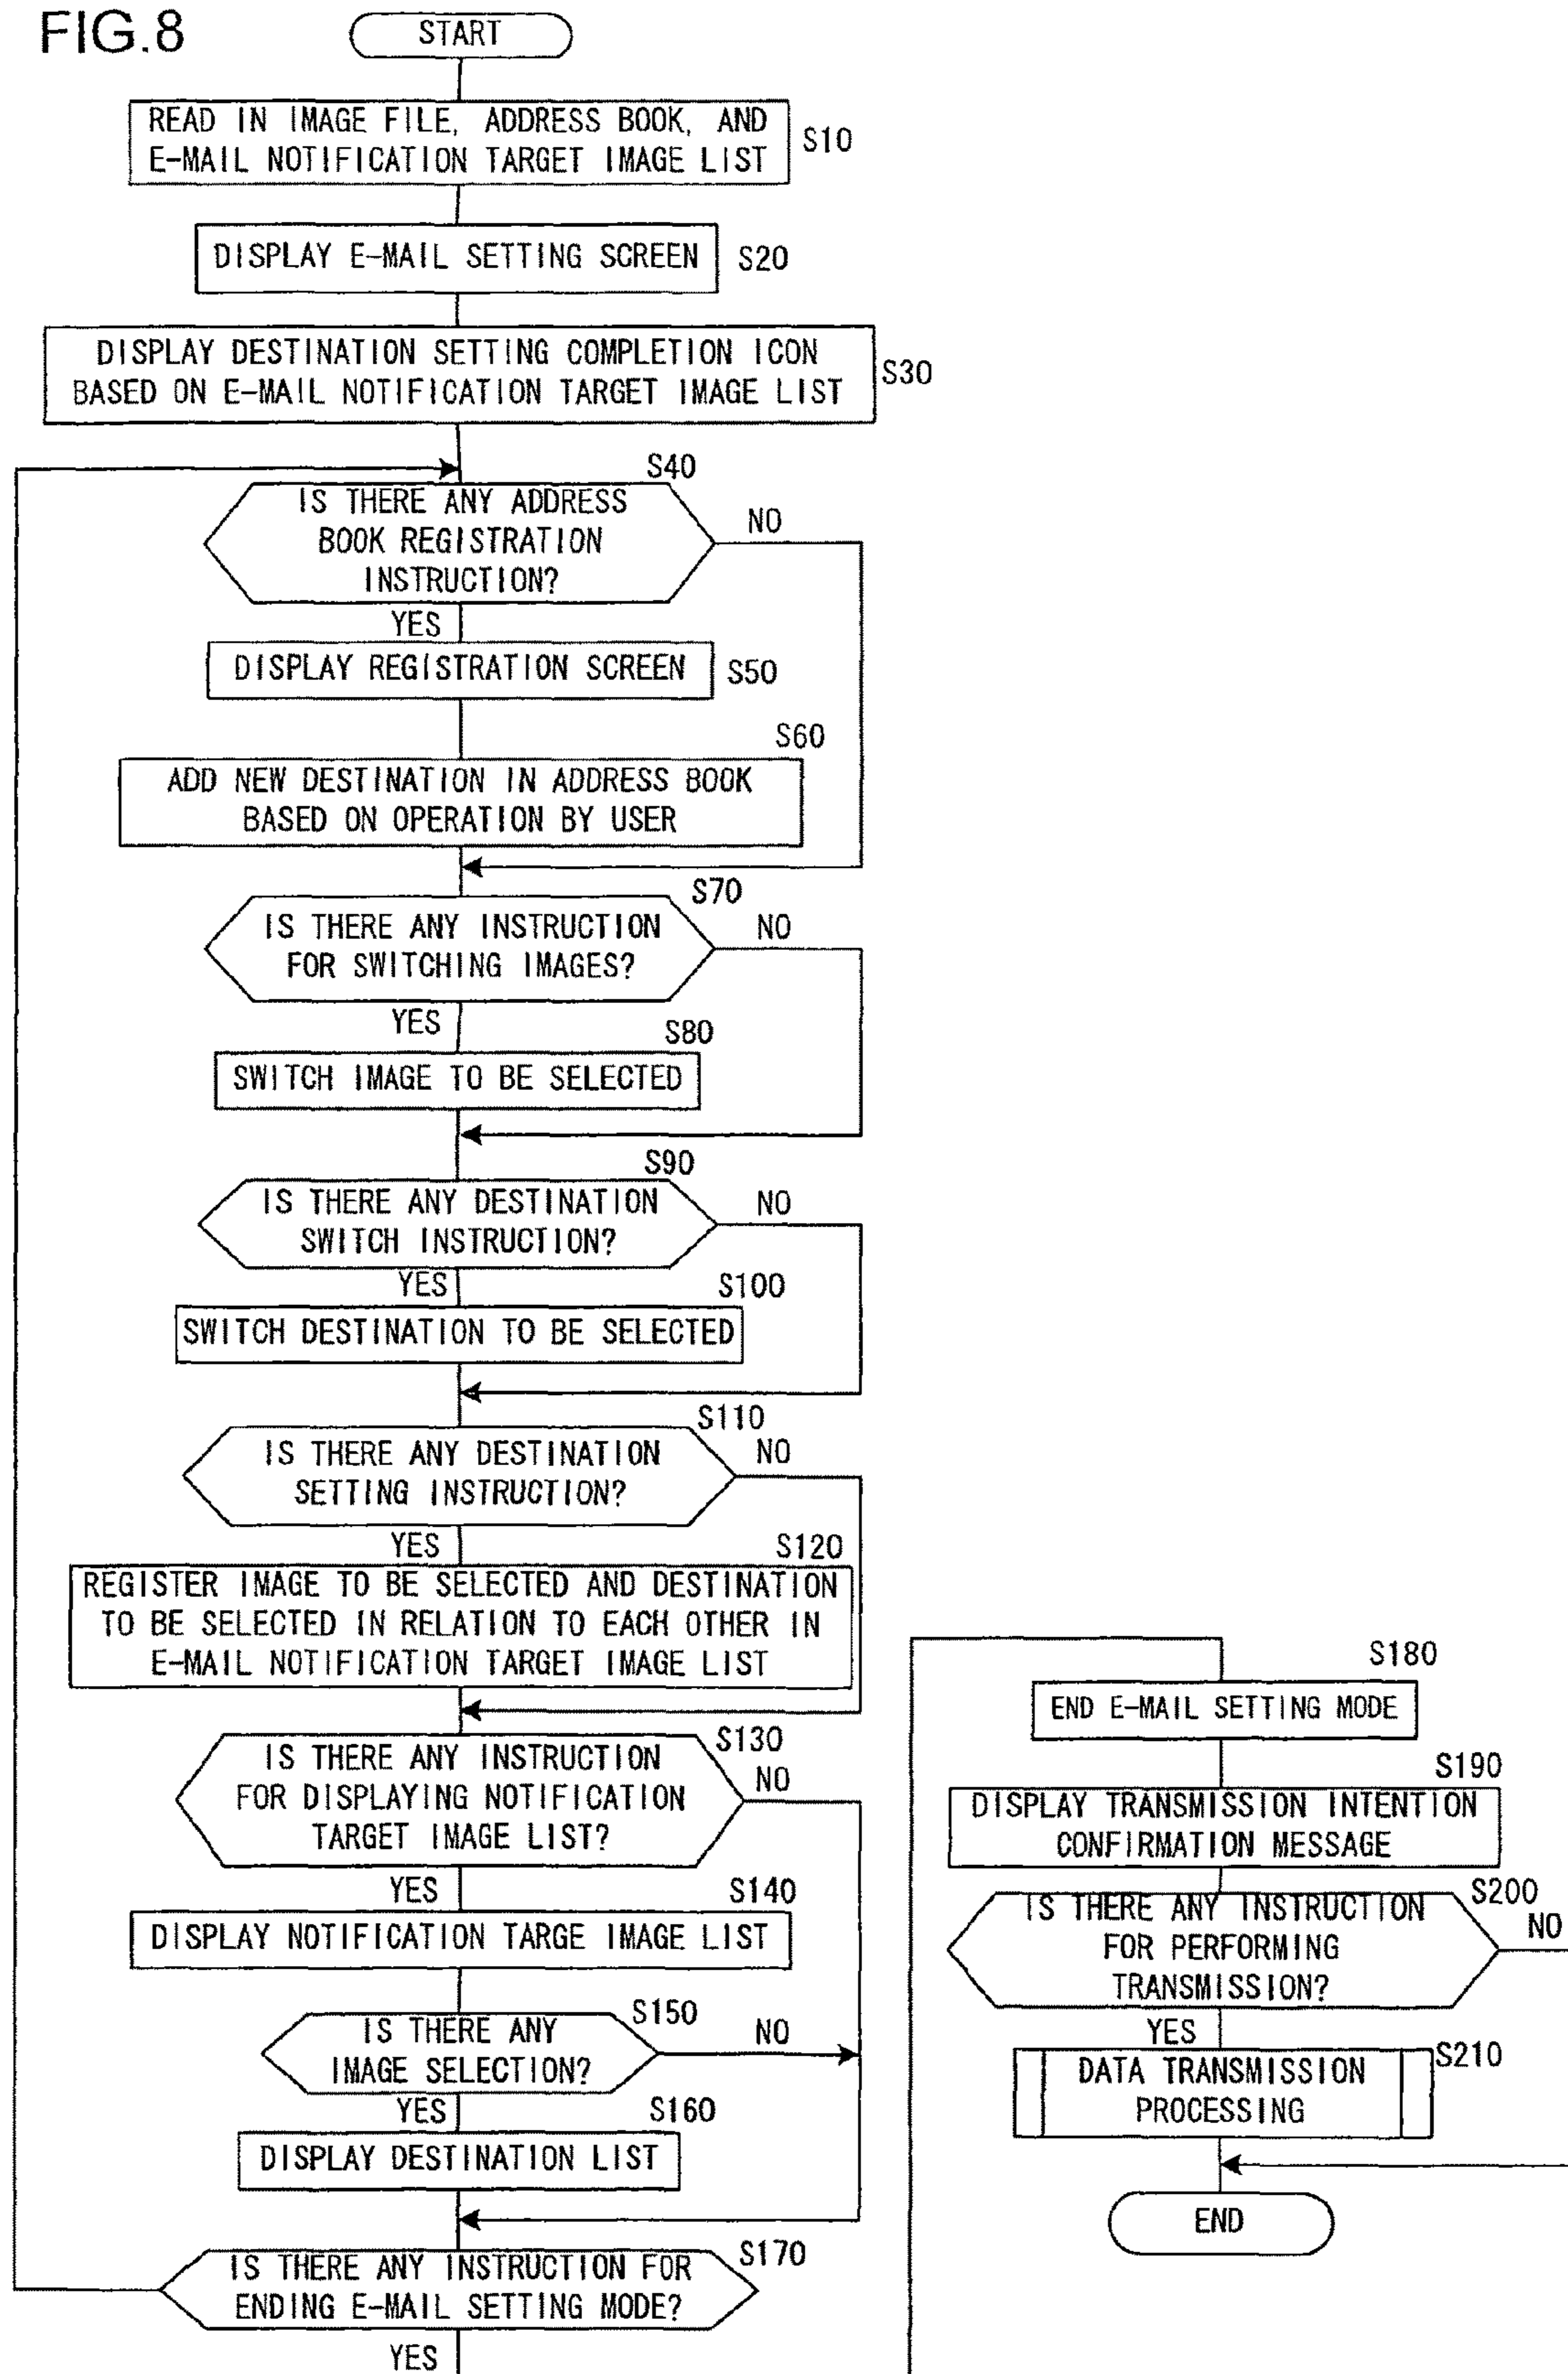 FIG.8
START
READ IN IMAGE FILE, ADDRESS BOOK, AND
E-MAIL NOTIFICATION TARGET IMAGE LIST
S10
DISPLAY E-MAIL SETTING SCREEN
S20
DISPLAY DESTINATION SETTING COMPLETION ICON
BASED ON E-MAIL NOTIFICATION TARGET IMAGE LIST
S30
S40
IS THERE ANY ADDRESS
BOOK REGISTRATION
INSTRUCTION?
NO
YES
DISPLAY REGISTRATION SCREEN
S50
S60
ADD NEW DESTINATION IN ADDRESS BOOK
BASED ON OPERATION BY USER
S70
IS THERE ANY INSTRUCTION
FOR SWITCHING IMAGES?
NO
YES
S80
SWITCH IMAGE TO BE SELECTED
S90
IS THERE ANY DESTINATION
SWITCH INSTRUCTION?
NO
YES
S100
SWITCH DESTINATION TO BE SELECTED
S110
IS THERE ANY DESTINATION
SETTING INSTRUCTION?
NO
YES
S120
REGISTER IMAGE TO BE SELECTED AND DESTINATION
TO BE SELECTED IN RELATION TO EACH OTHER IN
E-MAIL NOTIFICATION TARGET IMAGE LIST
S130
IS THERE ANY INSTRUCTION
FOR DISPLAYING NOTIFICATION
TARGET IMAGE LIST?
NO
YES
S140
DISPLAY NOTIFICATION TARGE IMAGE LIST
S150
IS THERE ANY
IMAGE SELECTION?
NO
YES
S160
DISPLAY DESTINATION LIST
S170
IS THERE ANY INSTRUCTION FOR
ENDING E-MAIL SETTING MODE?
YES
S180
END E-MAIL SETTING MODE
S190
DISPLAY TRANSMISSION INTENTION
CONFIRMATION MESSAGE
S200
IS THERE ANY INSTRUCTION
FOR PERFORMING
TRANSMISSION?
NO
YES
S210
DATA TRANSMISSION
PROCESSING
END